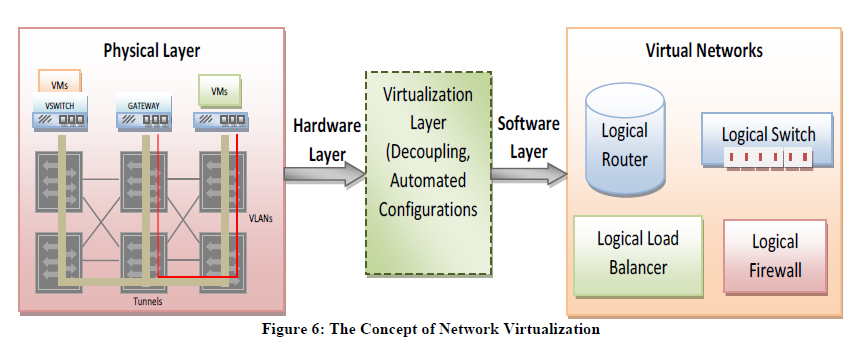 Physical Layer
VMs
VSWITCH
GATEWAY
VMs
VLANs
Tunnels
Hardware
Layer
Virtualization
Layer
(Decoupling,
Automated
Configurations
Software
Layer
Virtual Networks
Logical
Router
Logical Switch
Logical Load
Balancer
Logical
Firewall
Figure 6: The Concept of Network Virtualization